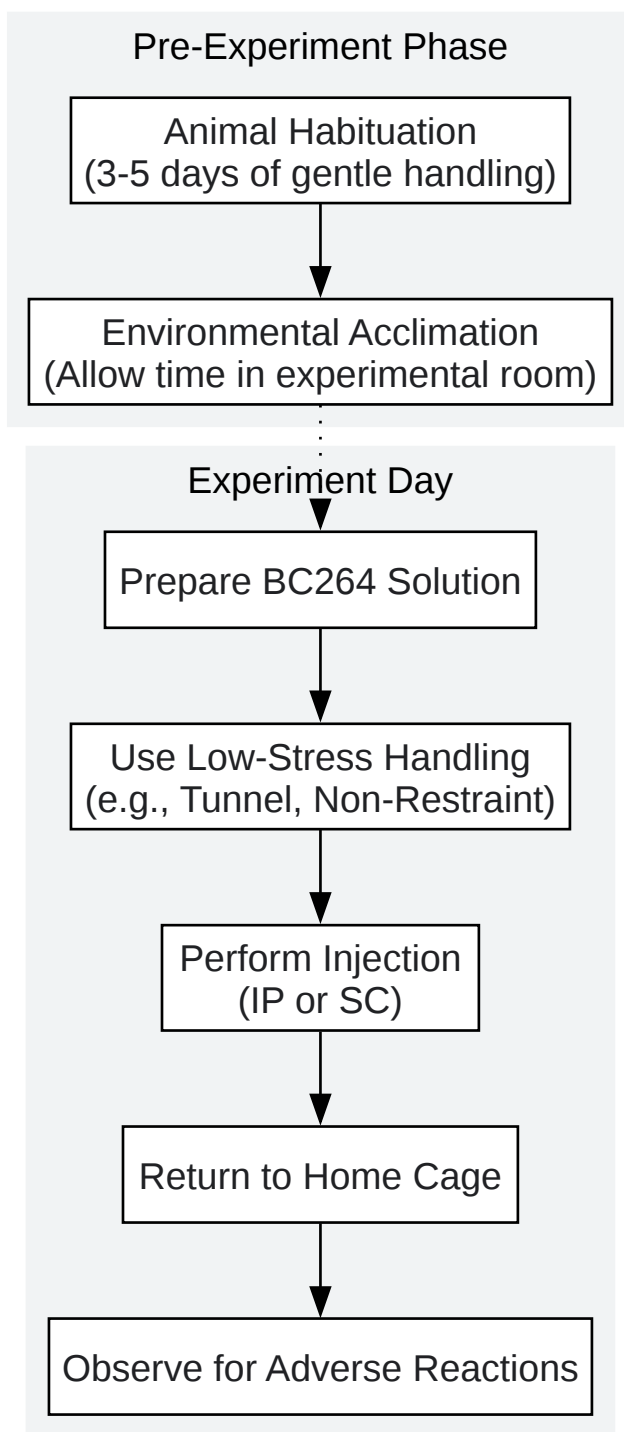 Pre-Experiment Phase
Animal Habituation
(3-5 days of gentle handling)
Environmental Acclimation
(Allow time in experimental room)
Experiment Day
Prepare BC264 Solution
Use Low-Stress Handling
(e.g., Tunnel, Non-Restraint)
Perform Injection
(IP or SC)
Return to Home Cage
Observe for Adverse Reactions